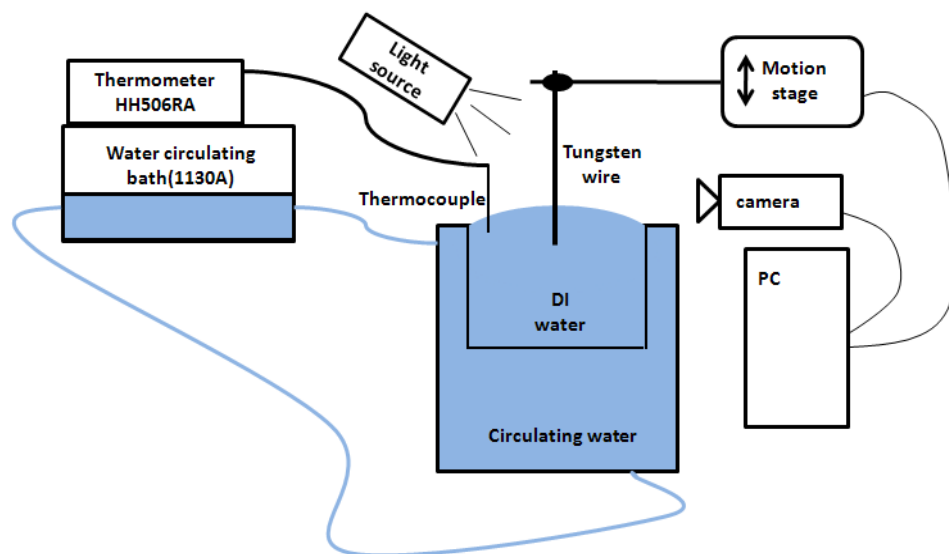 Light
source
Thermometer
HH506RA
Motion
stage
Water circulating
bath(1130A)
Tungsten
wire
Thermocouple
camera
PC
DI
water
Circulating water